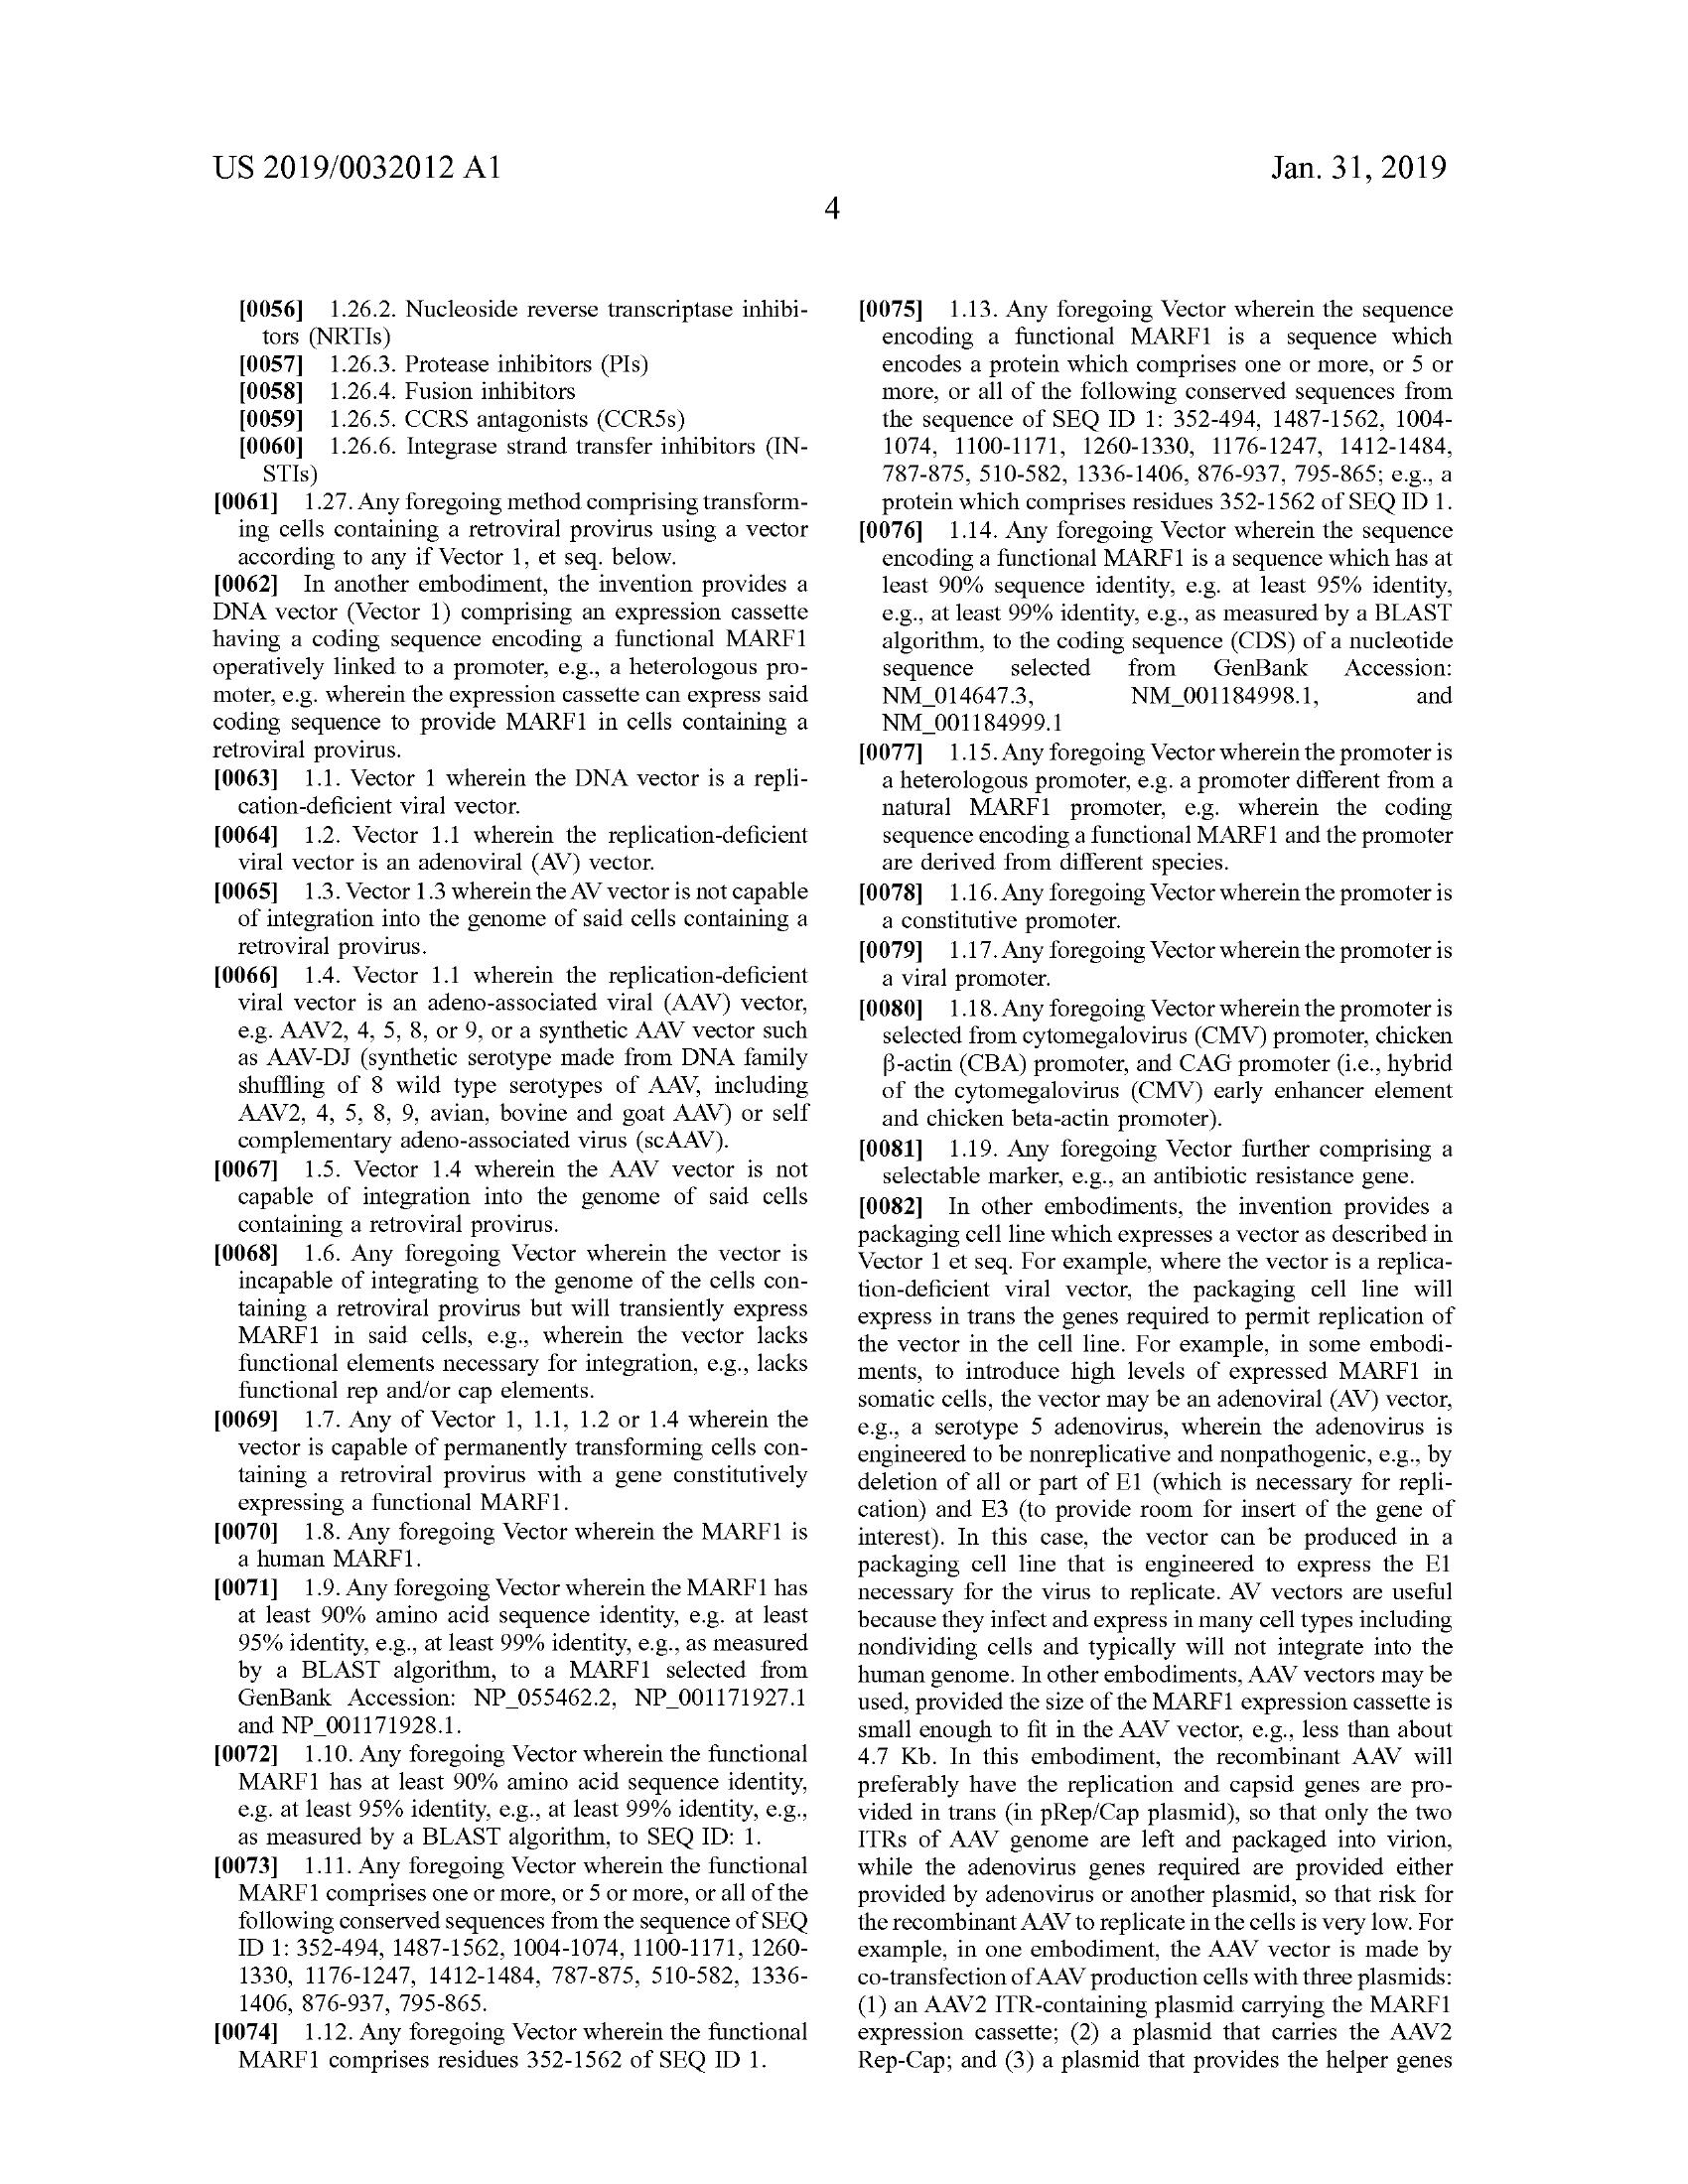 US 2019/0032012 A1
Jan. 31, 2019
4
[0056] 1.26.2. Nucleoside reverse transcriptase inhibi-
tors (NRTIs)
[0057] 1.26.3. Protease inhibitors (PIs)
[0058] 1.26.4. Fusion inhibitors
[0059] 1.26.5. CCRS antagonists (CCR5s)
[0060] 1.26.6. Integrase strand transfer inhibitors (IN-
STIs)
[0061] 1.27. Any foregoing method comprising transform-
ing cells containing a retroviral provirus using a vector
according to any if Vector 1, et seq. below.
[0062] In another embodiment, the invention provides a
DNA vector (Vector 1) comprising an expression cassette
having a coding sequence encoding a functional MARF1
operatively linked to a promoter, e.g., a heterologous pro-
moter, e.g. wherein the expression cassette can express said
coding sequence to provide MARF1 in cells containing a
retroviral provirus.
[0063] 1.1. Vector 1 wherein the DNA vector is a repli-
cation-deficient viral vector.
[0064] 1.2. Vector 1.1 wherein the replication-deficient
viral vector is an adenoviral (AV) vector.
[0065] 1.3. Vector 1.3 wherein the AV vector is not capable
of integration into the genome of said cells containing a
retroviral provirus.
[0066] 1.4. Vector 1.1 wherein the replication-deficient
viral vector is an adeno-associated viral (AAV) vector,
e.g. AAV2, 4, 5, 8, or 9, or a synthetic AAV vector such
as AAV-DJ (synthetic serotype made from DNA family
shuffling of 8 wild type serotypes of AAV, including
AAV2, 4, 5, 8, 9, avian, bovine and goat AAV) or self
complementary adeno-associated virus (scAAV).
[0067] 1.5. Vector 1.4 wherein the AAV vector is not
capable of integration into the genome of said cells
containing a retroviral provirus.
[0068] 1.6. Any foregoing Vector wherein the vector is
incapable of integrating to the genome of the cells con-
taining a retroviral provirus but will transiently express
MARF1 in said cells, e.g., wherein the vector lacks
functional elements necessary for integration, e.g., lacks
functional rep and/or cap elements.
[0069] 1.7. Any of Vector 1, 1.1, 1.2 or 1.4 wherein the
vector is capable of permanently transforming cells con-
taining a retroviral provirus with a gene constitutively
expressing a functional MARF1.
[0070] 1.8. Any foregoing Vector wherein the MARF1 is
a human MARF1.
[0071] 1.9. Any foregoing Vector wherein the MARF1 has
at least 90% amino acid sequence identity, e.g. at least
95% identity, e.g., at least 99% identity, e.g., as measured
by a BLAST algorithm, to a MARF1 selected from
GenBank Accession: NP_055462.2, NP_001171927.1
and NP_001171928.1.
[0072] 1.10. Any foregoing Vector wherein the functional
MARF1 has at least 90% amino acid sequence identity,
e.g. at least 95% identity, e.g., at least 99% identity, e.g.,
as measured by a BLAST algorithm, to SEQ ID: 1.
[0073] 1.11. Any foregoing Vector wherein the functional
MARF1 comprises one or more, or 5 or more, or all of the
following conserved sequences from the sequence of SEQ
ID 1: 352-494, 1487-1562, 1004-1074, 1100-1171, 1260-
1330, 1176-1247, 1412-1484, 787-875, 510-582, 1336-
1406, 876-937, 795-865.
[0074] 1.12. Any foregoing Vector wherein the functional
MARF1 comprises residues 352-1562 of SEQ ID 1.
[0075] 1.13. Any foregoing Vector wherein the sequence
encoding a functional MARF1 is a sequence which
encodes a protein which comprises one or more, or 5 or
more, or all of the following conserved sequences from
the sequence of SEQ ID 1: 352-494, 1487-1562, 1004-
1074, 1100-1171, 1260-1330, 1176-1247, 1412-1484,
787-875, 510-582, 1336-1406, 876-937, 795-865; e.g., a
protein which comprises residues 352-1562 of SEQ ID 1.
[0076] 1.14. Any foregoing Vector wherein the sequence
encoding a functional MARF1 is a sequence which has at
least 90% sequence identity, e.g. at least 95% identity,
e.g., at least 99% identity, e.g., as measured by a BLAST
algorithm, to the coding sequence (CDS) of a nucleotide
sequence selected from GenBank Accession:
NM_014647.3, NM_001184998.1, and
NM_001184999.1
[0077] 1.15. Any foregoing Vector wherein the promoter is
a heterologous promoter, e.g. a promoter different from a
natural MARF1 promoter, e.g. wherein the coding
sequence encoding a functional MARF1 and the promoter
are derived from different species.
[0078] 1.16. Any foregoing Vector wherein the promoter is
a constitutive promoter.
[0079] 1.17. Any foregoing Vector wherein the promoter is
a viral promoter.
[0080] 1.18. Any foregoing Vector wherein the promoter is
selected from cytomegalovirus (CMV) promoter, chicken
β-actin (CBA) promoter, and CAG promoter (i.e., hybrid
of the cytomegalovirus (CMV) early enhancer element
and chicken beta-actin promoter).
[0081] 1.19. Any foregoing Vector further comprising a
selectable marker, e.g., an antibiotic resistance gene.
[0082] In other embodiments, the invention provides a
packaging cell line which expresses a vector as described in
Vector 1 et seq. For example, where the vector is a replica-
tion-deficient viral vector, the packaging cell line will
express in trans the genes required to permit replication of
the vector in the cell line. For example, in some embodi-
ments, to introduce high levels of expressed MARF1 in
somatic cells, the vector may be an adenoviral (AV) vector,
e.g., a serotype 5 adenovirus, wherein the adenovirus is
engineered to be nonreplicative and nonpathogenic, e.g., by
deletion of all or part of E1 (which is necessary for repli-
cation) and E3 (to provide room for insert of the gene of
interest). In this case, the vector can be produced in a
packaging cell line that is engineered to express the E1
necessary for the virus to replicate. AV vectors are useful
because they infect and express in many cell types including
nondividing cells and typically will not integrate into the
human genome. In other embodiments, AAV vectors may be
used, provided the size of the MARF1 expression cassette is
small enough to fit in the AAV vector, e.g., less than about
4.7 Kb. In this embodiment, the recombinant AAV will
preferably have the replication and capsid genes are pro-
vided in trans (in pRep/Cap plasmid), so that only the two
ITRs of AAV genome are left and packaged into virion,
while the adenovirus genes required are provided either
provided by adenovirus or another plasmid, so that risk for
the recombinant AAV to replicate in the cells is very low. For
example, in one embodiment, the AAV vector is made by
co-transfection of AAV production cells with three plasmids:
(1) an AAV2 ITR-containing plasmid carrying the MARF1
expression cassette; (2) a plasmid that carries the AAV2
Rep-Cap; and (3) a plasmid that provides the helper genes